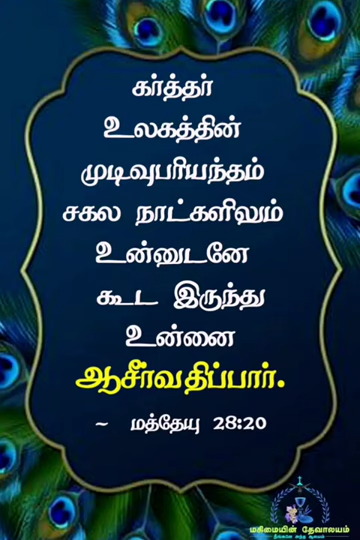 கர்த்தர்
உலகத்தின்
முடிவுபரியந்தம்
சகல நாட்களிலும்
உன்னுடனே
கூட இருந்து
உன்னை
ஆசீர்வதிப்பார்.
~ மத்தேயு 28:20
மகிமையின் தேவாலயம்